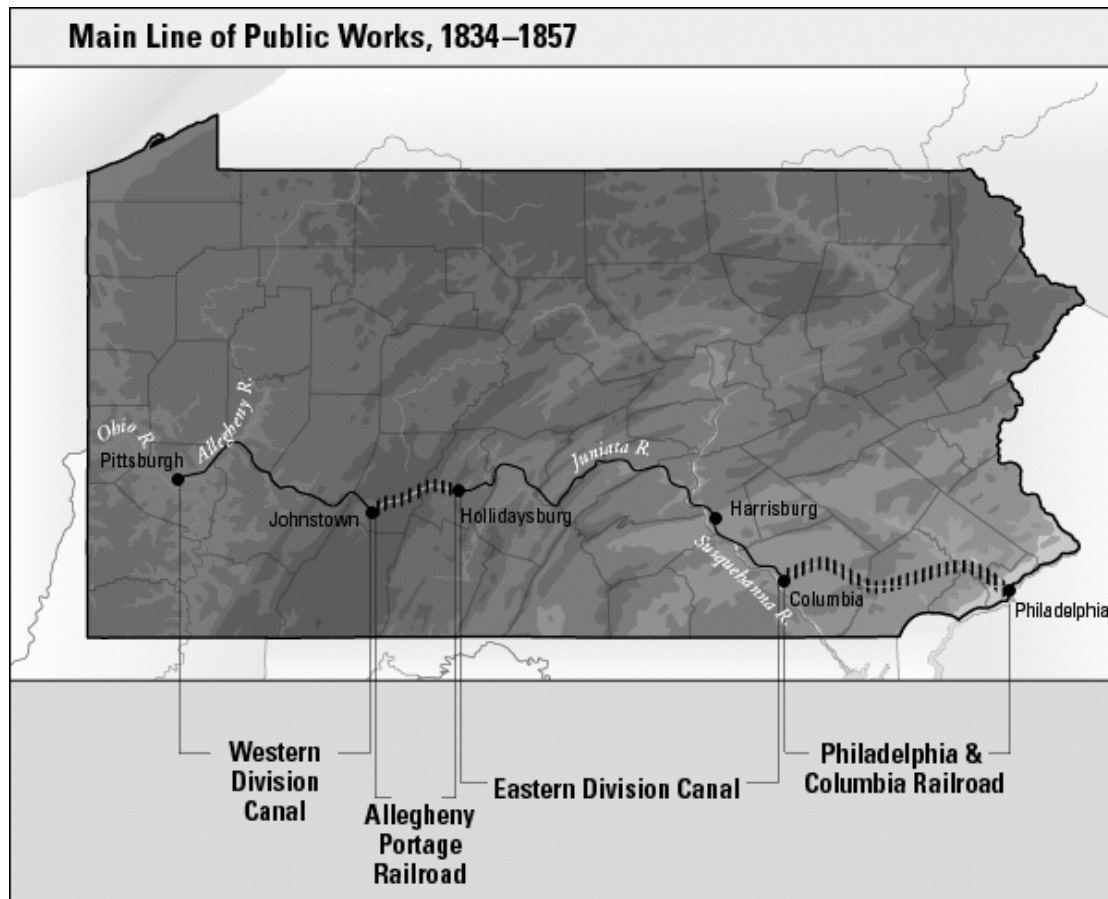 Main Line of Public Works, 1834–1857
Ohio R.
Allegheny R.
Pittsburgh
Johnstown
Hollidaysburg
Juniata R.
Harrisburg
Susquehanna R.
Columbia
Philadelphia
Western
Division
Canal
Allegheny
Portage
Railroad
Eastern Division Canal
Philadelphia &
Columbia Railroad